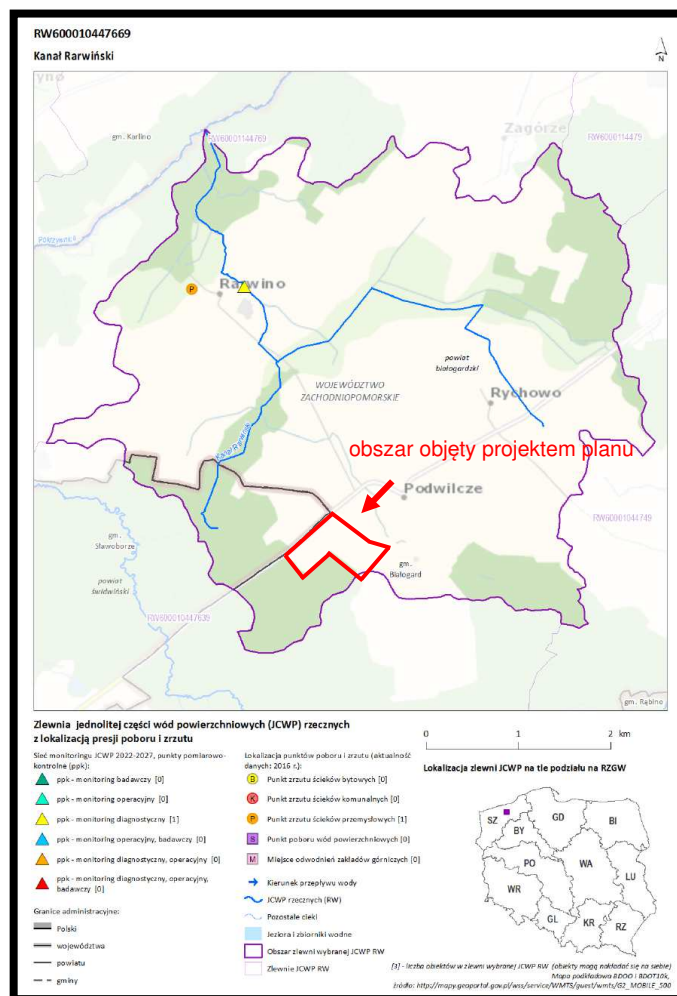 RW600010447669
Kanał Rarwiński
N
gm. Karlino
RW60001144769
Zagórze
RW6000114479
Pokrzywnica
P
Rarwino
powiat
białogardzki
WOJEWÓDZTWO
ZACHODNIOPOMORSKIE
Rychowo
obszar objęty projektem planu
Podwilcze
RW600001044749
gm.
Sławoborze
gm.
Białogard
powiat
świdwiński
RW600010447639
gm. Rąbino
Zlewnia jednolitej części wód powierzchniowych (JCWP) rzecznych
z lokalizacją presji poboru i zrzutu
0 1 2 km
Sieć monitoringu JCWP 2022-2027, punkty pomiarowo-
kontrolne (ppk):
ppk - monitoring badawczy [0]
ppk - monitoring operacyjny [0]
ppk - monitoring diagnostyczny [1]
ppk - monitoring operacyjny, badawczy [0]
ppk - monitoring diagnostyczny, operacyjny [0]
ppk - monitoring diagnostyczny, operacyjny,
badawczy [0]
Granice administracyjne:
Polski
województwa
powiatu
gminy
Lokalizacja punktów poboru i zrzutu (aktualność
danych: 2016 r.):
B Punkt zrzutu ścieków bytowych [0]
K Punkt zrzutu ścieków komunalnych [0]
P Punkt zrzutu ścieków przemysłowych [1]
S Punkt poboru wód powierzchniowych [0]
M Miejsce odwodnień zakładów górniczych [0]
Kierunek przepływu wody
JCWP rzecznych (RW)
Pozostałe cieki
Jeziora i zbiorniki wodne
Obszar zlewni wybranej JCWP RW
Zlewnie JCWP RW
Lokalizacja zlewni JCWP na tle podziału na RZGW
SZ
GD
BI
BY
PO
WA
LU
WR
GL
KR
RZ
[3] - liczba obiektów w zlewni wybranej JCWP RW (obiekty mogą nakładać się na siebie)
Mapa podkładowa BDOO i BDOT10k,
źródło: http://mapy.geoportal.gov.pl/wss/service/WMTS/guest/wmts/G2_MOBILE_500